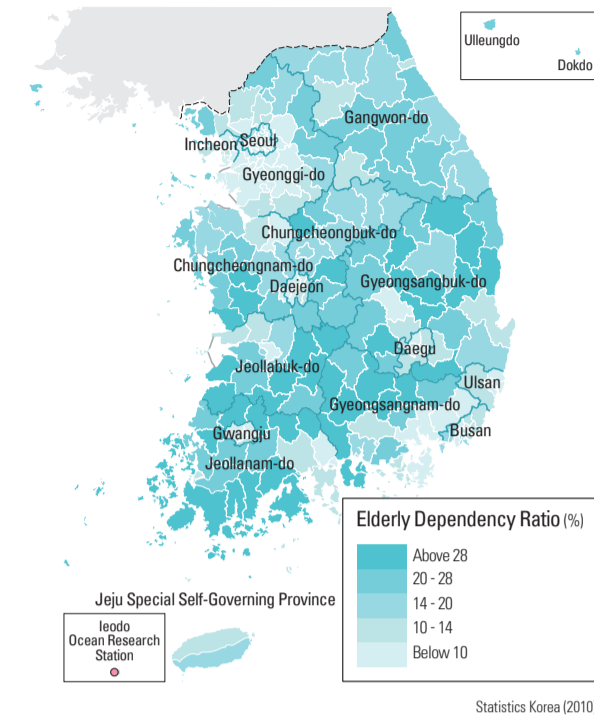 Ulleungdo
Dokdo
Gangwon-do
Incheon
Seoul
Gyeonggi-do
Chungcheongbuk-do
Chungcheongnam-do
Daejeon
Gyeongsangbuk-do
Daegu
Jeollabuk-do
Ulsan
Gyeongsangnam-do
Busan
Gwangju
Jeollanam-do
Elderly Dependency Ratio (%)
Above 28
20 - 28
14 - 20
10 - 14
Below 10
Jeju Special Self-Governing Province
Ieodo
Ocean Research
Station
Statistics Korea (2010)